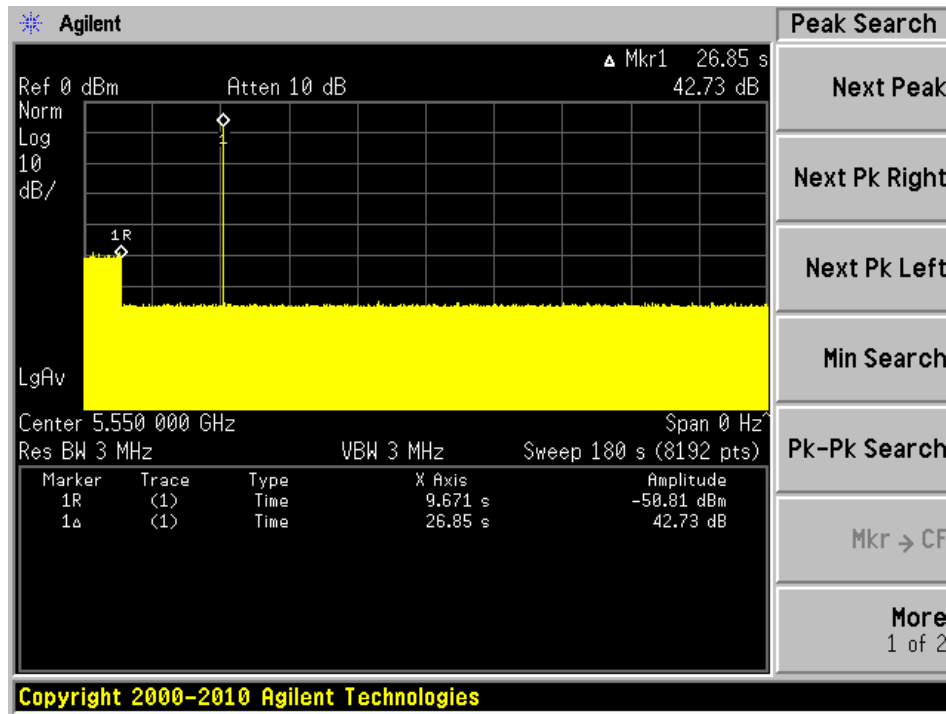 Agilent
Peak Search
Δ Mkr1 26.85 s
Ref 0 dBm Atten 10 dB 42.73 dB
Norm
Log
10
dB/
1
1R
LgAv
Center 5.550 000 GHz Span 0 Hz^
Res BW 3 MHz VBW 3 MHz Sweep 180 s (8192 pts)
Marker Trace Type X Axis Amplitude
1R (1) Time 9.671 s -50.81 dBm
1Δ (1) Time 26.85 s 42.73 dB
Next Peak
Next Pk Right
Next Pk Left
Min Search
Pk-Pk Search
Mkr → CF
More
1 of 2
Copyright 2000-2010 Agilent Technologies